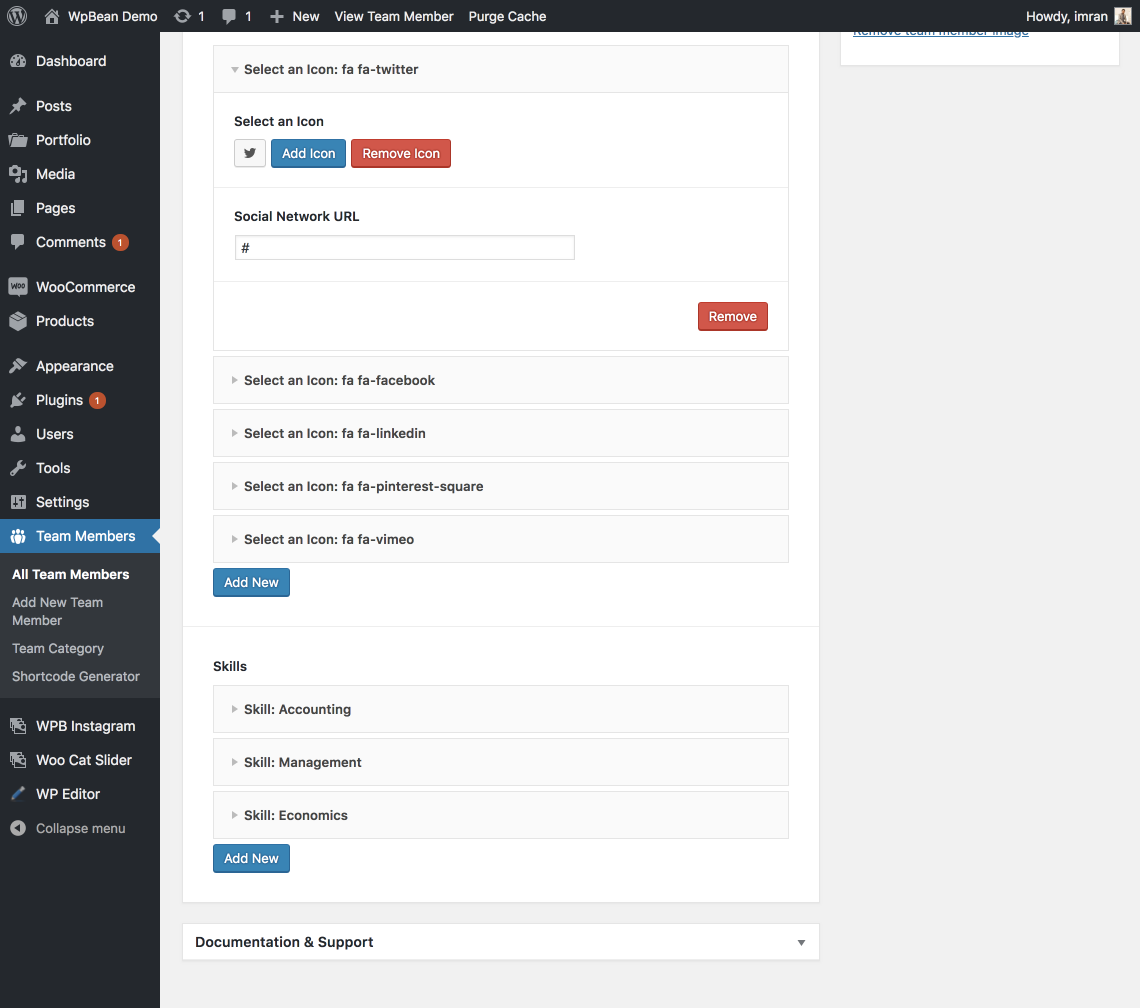 WpBean Demo 1 1 New View Team Member Purge Cache Howdy, imran
Dashboard
Posts
Portfolio
Media
Pages
Comments 1
WOO WooCommerce
Products
Appearance
Plugins 1
Users
Tools
Settings
Team Members
All Team Members
Add New Team
Member
Team Category
Shortcode Generator
WPB Instagram
Woo Cat Slider
WP Editor
Collapse menu
Select an Icon: fa fa-twitter
Select an Icon
Add Icon Remove Icon
Social Network URL
#
Remove
Select an Icon: fa fa-facebook
Select an Icon: fa fa-linkedin
Select an Icon: fa fa-pinterest-square
Select an Icon: fa fa-vimeo
Add New
Skills
Skill: Accounting
Skill: Management
Skill: Economics
Add New
Documentation & Support
Remove team member image